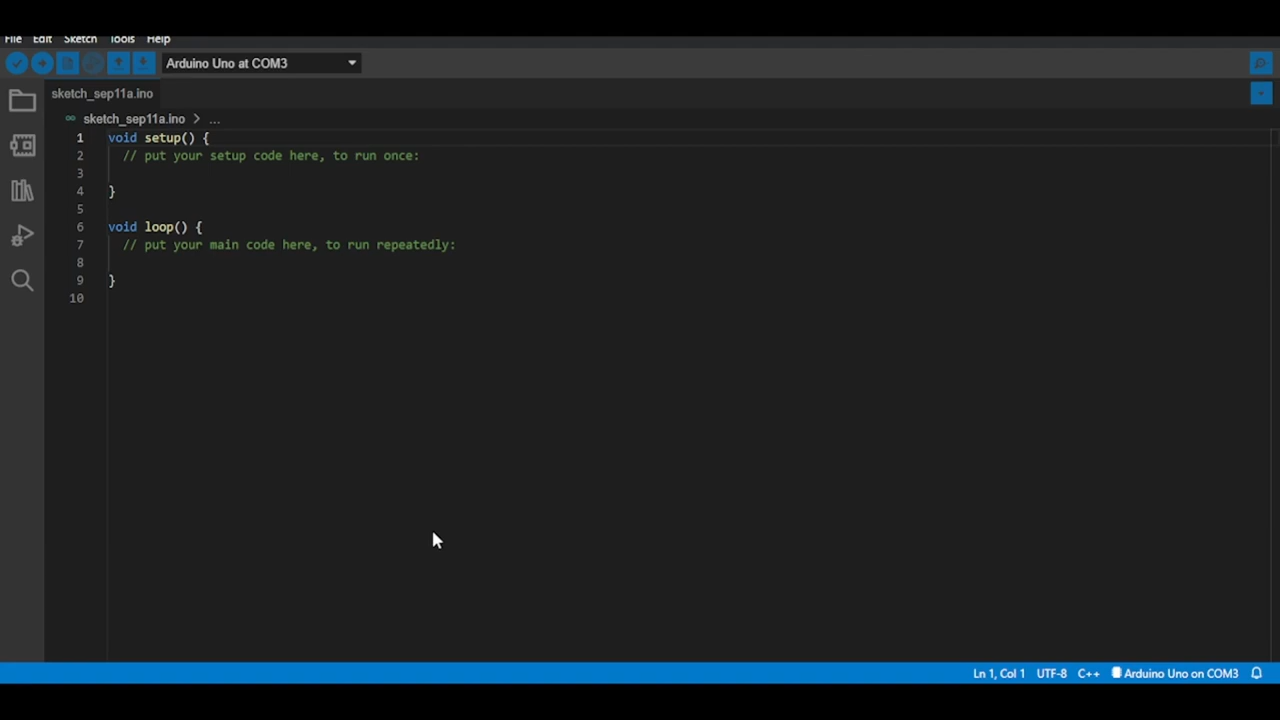 File Edit Sketch Tools Help
Arduino Uno at COM3
sketch_sep11a.ino
sketch_sep11a.ino > ...
1 void setup() {
2 // put your setup code here, to run once:
3
4 }
5
6 void loop() {
7 // put your main code here, to run repeatedly:
8
9 }
10
Ln 1, Col 1 UTF-8 C++ Arduino Uno on COM3